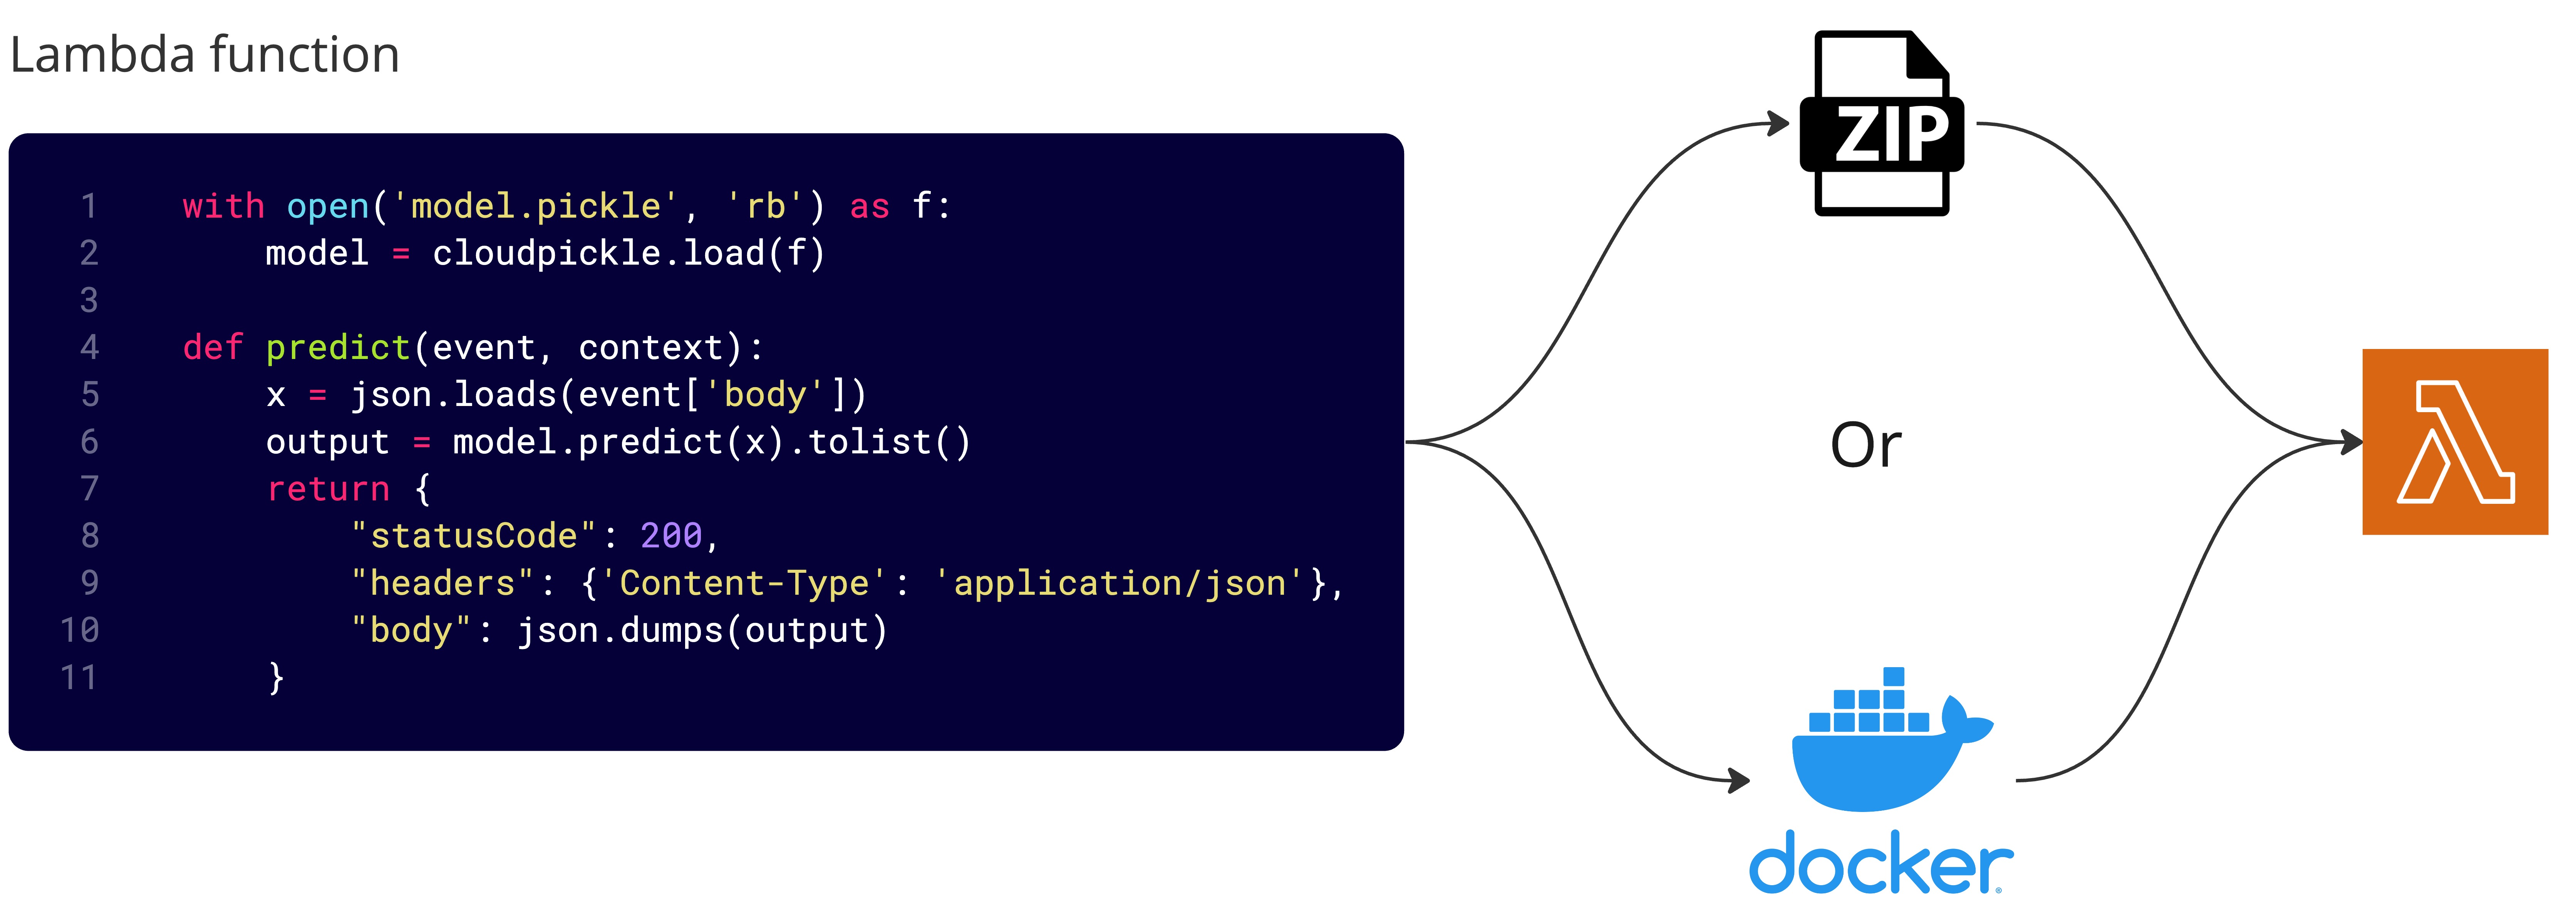 Lambda function
1 with open('model.pickle', 'rb') as f:
2 model = cloudpickle.load(f)
3
4 def predict(event, context):
5 x = json.loads(event['body'])
6 output = model.predict(x).tolist()
7 return {
8 "statusCode": 200,
9 "headers": {'Content-Type': 'application/json'},
10 "body": json.dumps(output)
11 }
ZIP
Or
docker®